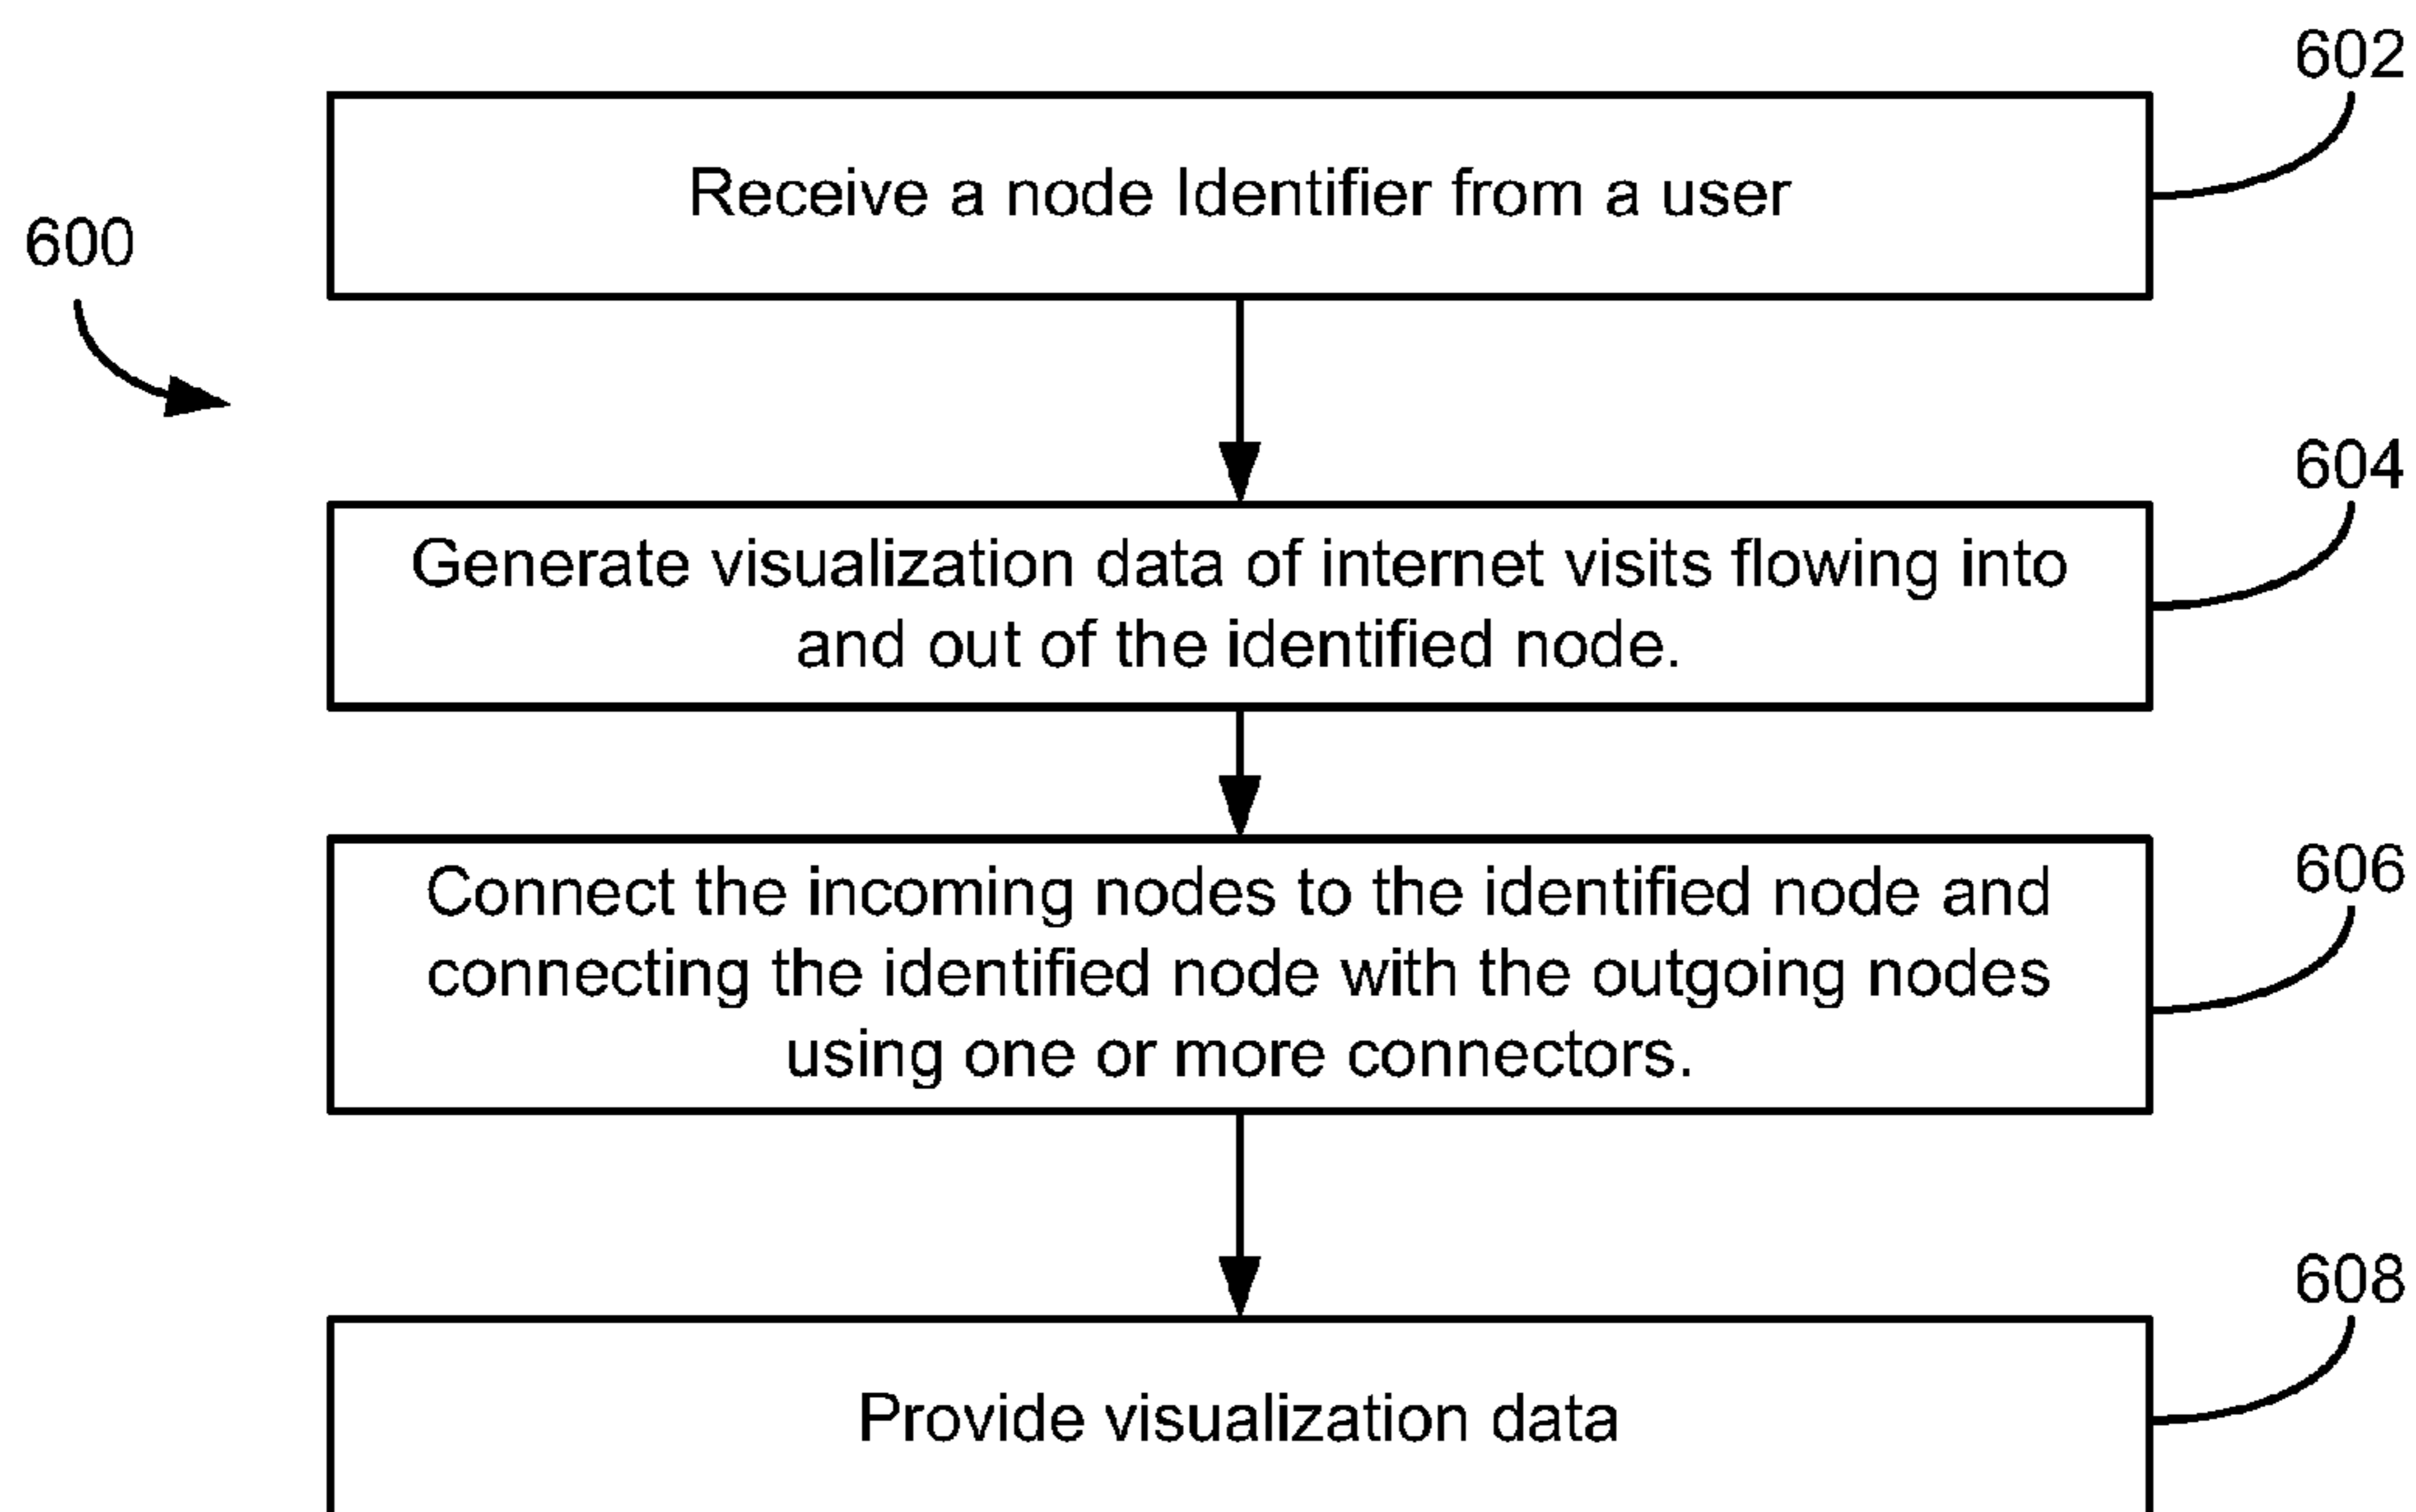 602
Receive a node Identifier from a user
600
604
Generate visualization data of internet visits flowing into
and out of the identified node.
606
Connect the incoming nodes to the identified node and
connecting the identified node with the outgoing nodes
using one or more connectors.
608
Provide visualization data